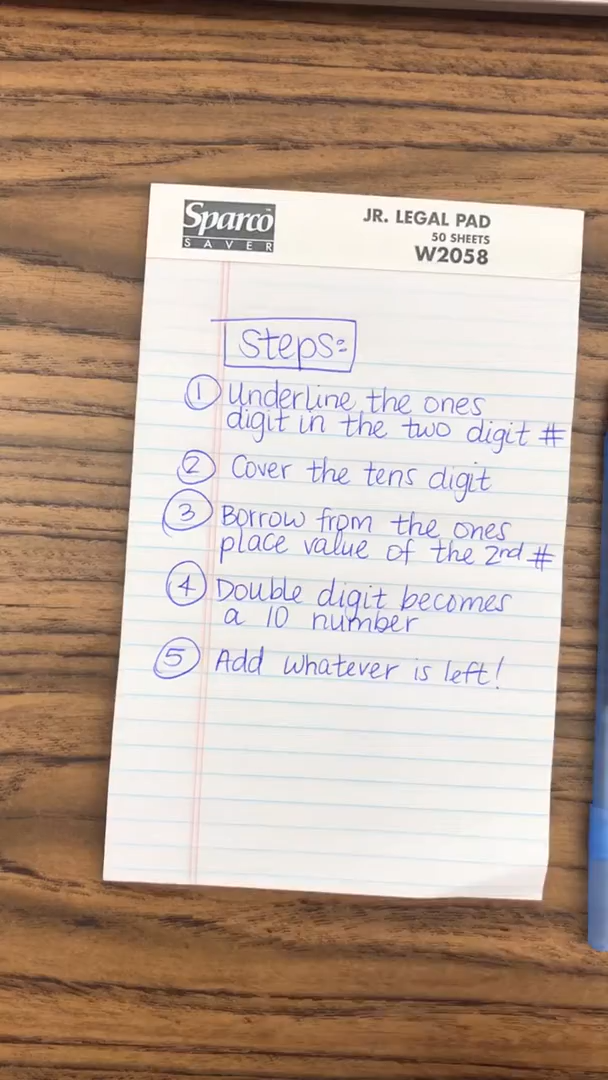 Sparco
SAVER
JR. LEGAL PAD
50 SHEETS
W2058
Steps:
1 Underline the ones
digit in the two digit #
2 Cover the tens digit
3 Borrow from the ones
place value of the 2nd #
4 Double digit becomes
a 10 number
5 Add whatever is left!